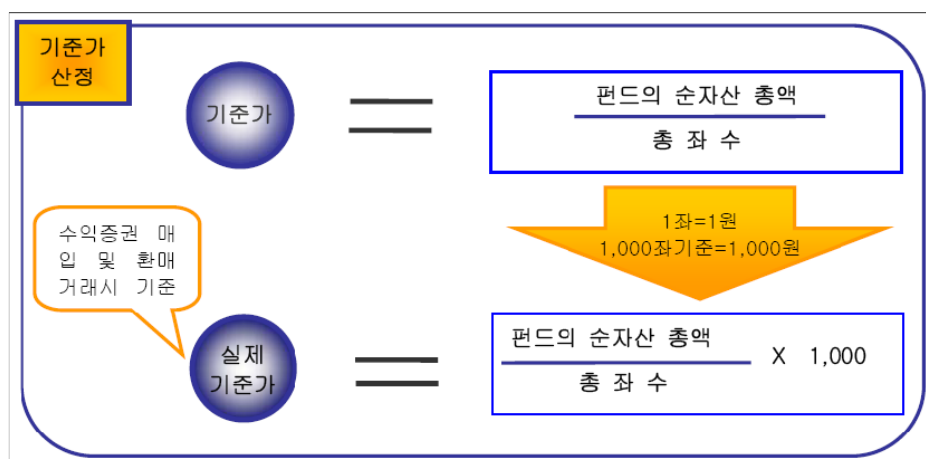 기준가
산정
기준가
펀드의 순자산 총액
총 좌 수
1좌=1원
1,000좌기준=1,000원
수익증권 매
입 및 환매
거래시 기준
실제
기준가
펀드의 순자산 총액
X 1,000
총 좌 수